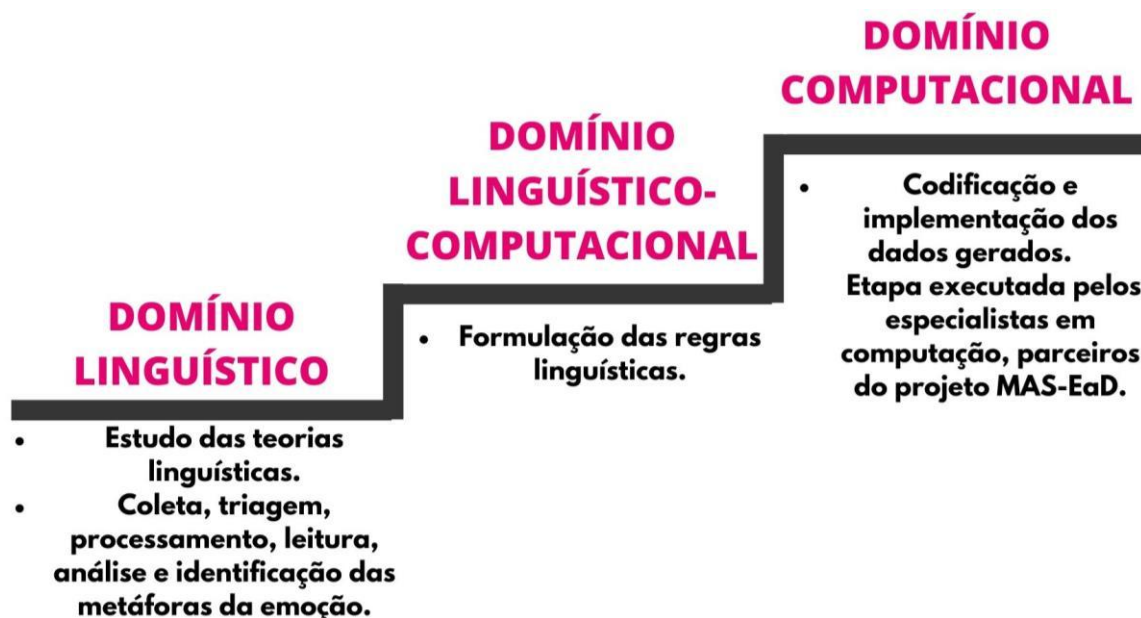 DOMÍNIO
LINGUÍSTICO
• Estudo das teorias
linguísticas.
• Coleta, triagem,
processamento, leitura,
análise e identificação das
metáforas da emoção.
DOMÍNIO
LINGUÍSTICO-
COMPUTACIONAL
• Formulação das regras
linguísticas.
DOMÍNIO
COMPUTACIONAL
• Codificação e
implementação dos
dados gerados.
Etapa executada pelos
especialistas em
computação, parceiros
do projeto MAS-EaD.